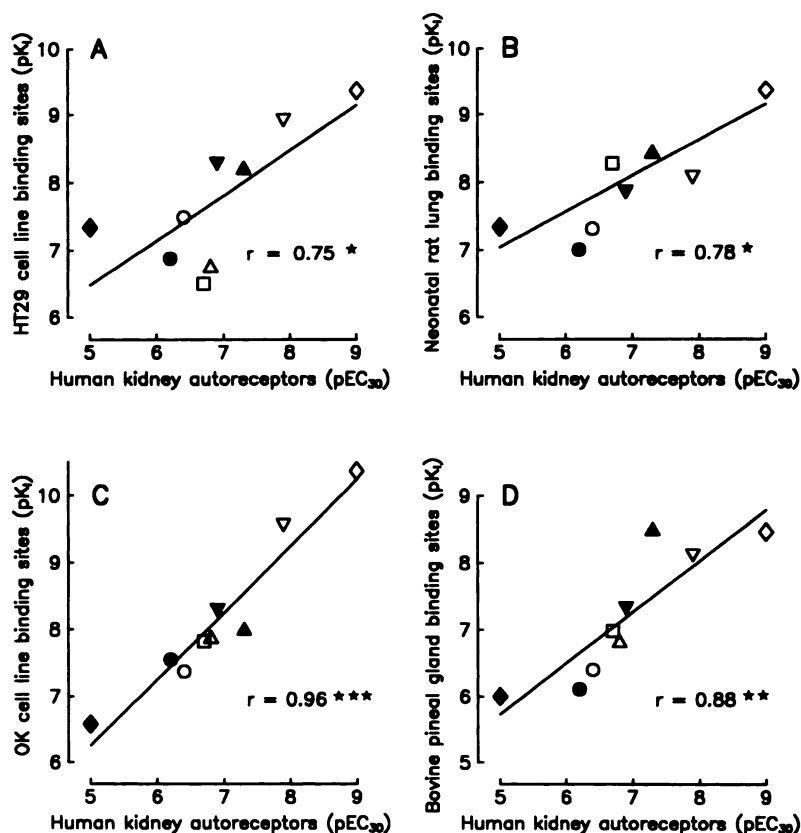 A
HT29 cell line binding sites (pKi)
10
9
8
7
6
r = 0.75 *
5 6 7 8 9
Human kidney autoreceptors (pEC30)
B
Neonatal rat lung binding sites (pKi)
10
9
8
7
6
r = 0.78 *
5 6 7 8 9
Human kidney autoreceptors (pEC30)
C
OK cell line binding sites (pKi)
10
9
8
7
6
r = 0.96 ***
5 6 7 8 9
Human kidney autoreceptors (pEC30)
D
Bovine pineal gland binding sites (pKi)
9
8
7
6
5
r = 0.88 **
5 6 7 8 9
Human kidney autoreceptors (pEC30)